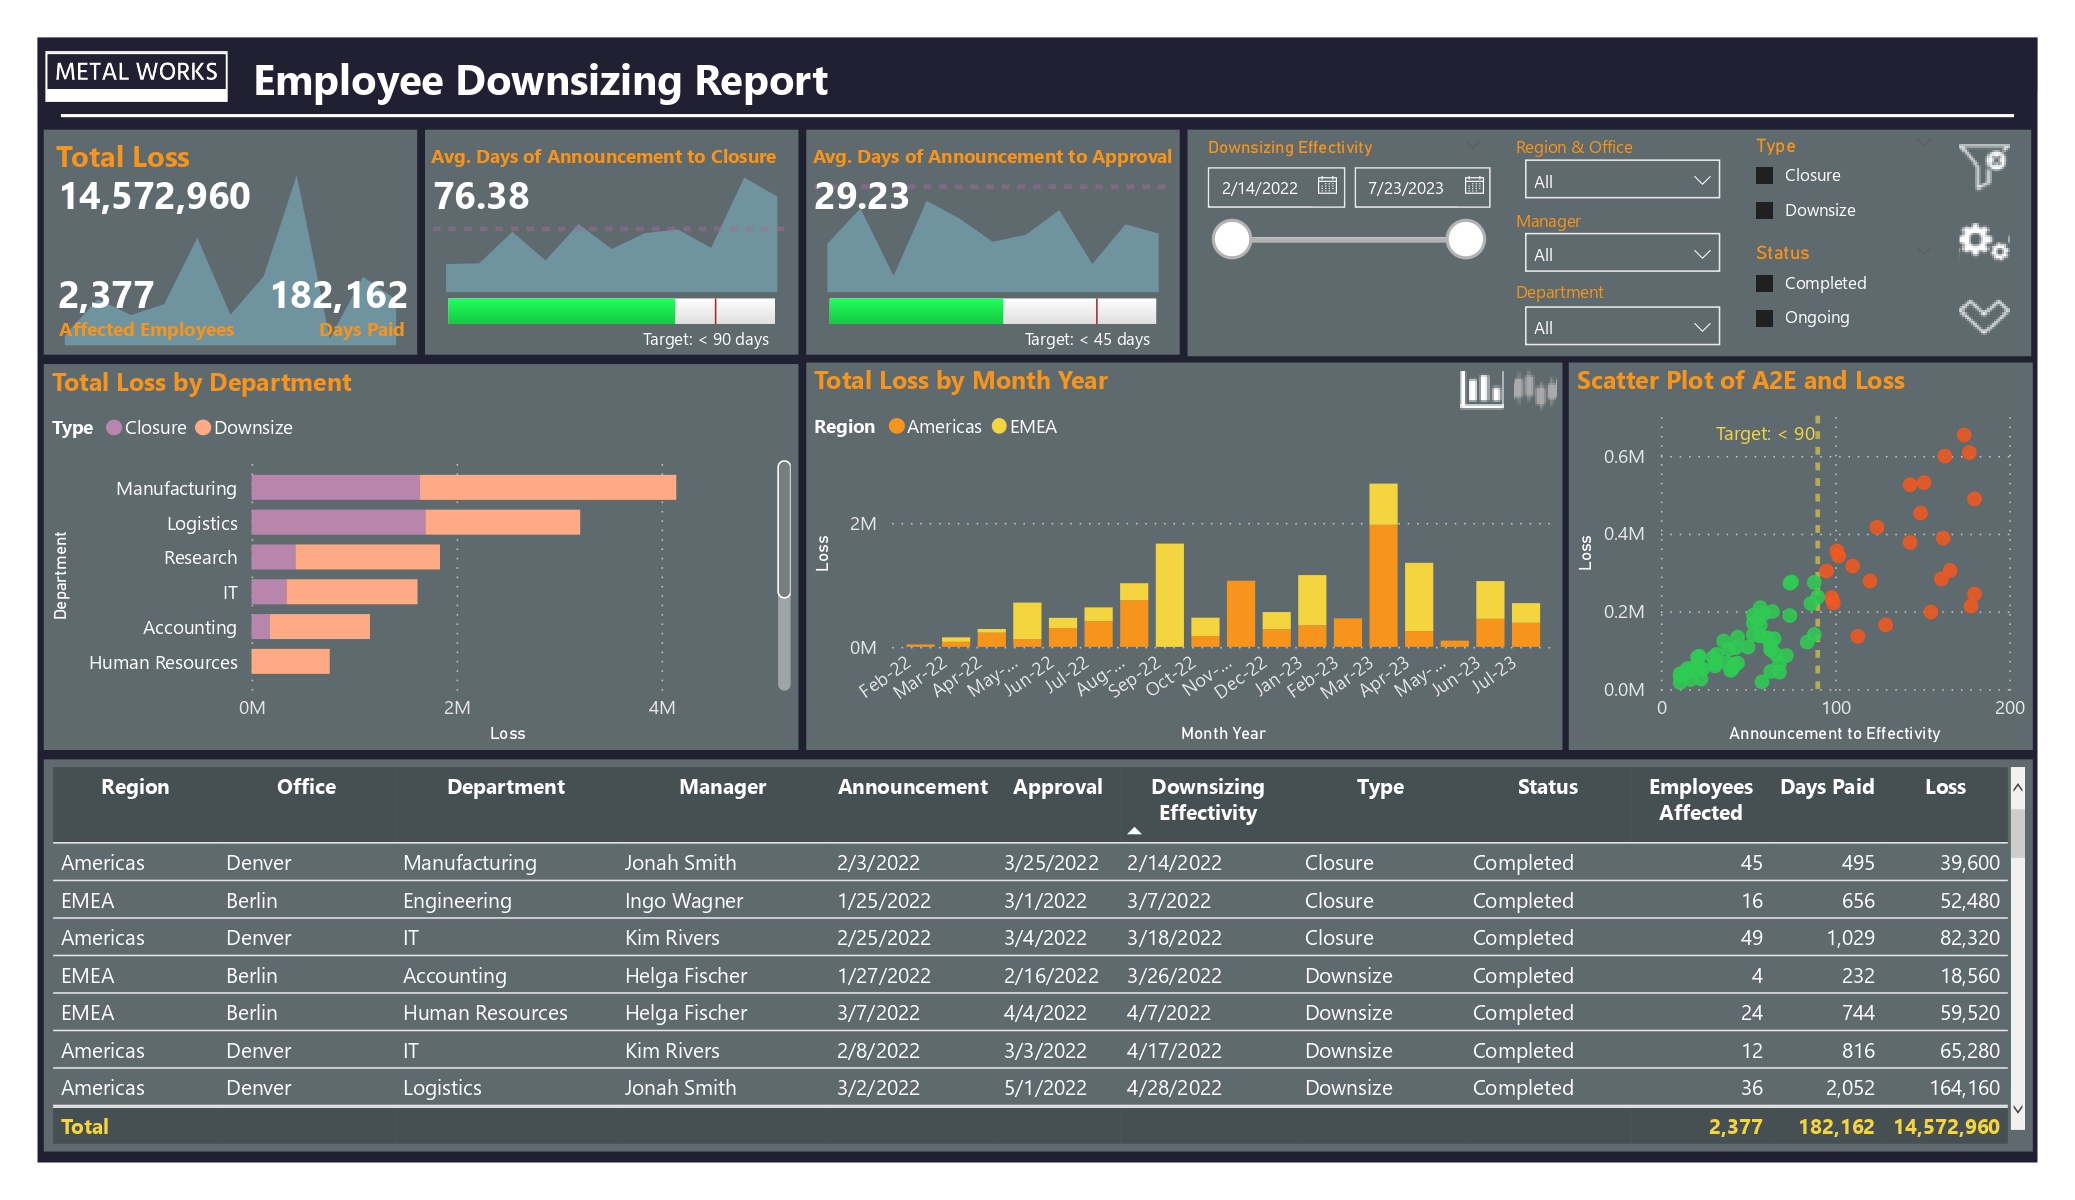 METAL WORKS
Employee Downsizing Report
Total Loss
14,572,960
2,377
182,162
Affected Employees
Days Paid
Avg. Days of Announcement to Closure
76.38
Target: < 90 days
Avg. Days of Announcement to Approval
29.23
Target: < 45 days
Downsizing Effectivity
2/14/2022
7/23/2023
Region & Office
All
Manager
All
Department
All
Type
Closure
Downsize
Status
Completed
Ongoing
Total Loss by Department
Type Closure Downsize
Department
Manufacturing
Logistics
Research
IT
Accounting
Human Resources
0M 2M 4M
Loss
Total Loss by Month Year
Region Americas EMEA
Loss
2M
0M
Feb-22 Mar-22 Apr-22 May-... Jun-22 Jul-22 Aug-... Sep-22 Oct-22 Nov-... Dec-22 Jan-23 Feb-23 Mar-23 Apr-23 May-... Jun-23 Jul-23
Month Year
Scatter Plot of A2E and Loss
Target: < 90
Loss
0.6M
0.4M
0.2M
0.0M
0 100 200
Announcement to Effectivity
Region Office Department Manager Announcement Approval Downsizing Effectivity Type Status Employees Affected Days Paid Loss
Americas Denver Manufacturing Jonah Smith 2/3/2022 3/25/2022 2/14/2022 Closure Completed 45 495 39,600
EMEA Berlin Engineering Ingo Wagner 1/25/2022 3/1/2022 3/7/2022 Closure Completed 16 656 52,480
Americas Denver IT Kim Rivers 2/25/2022 3/4/2022 3/18/2022 Closure Completed 49 1,029 82,320
EMEA Berlin Accounting Helga Fischer 1/27/2022 2/16/2022 3/26/2022 Downsize Completed 4 232 18,560
EMEA Berlin Human Resources Helga Fischer 3/7/2022 4/4/2022 4/7/2022 Downsize Completed 24 744 59,520
Americas Denver IT Kim Rivers 2/8/2022 3/3/2022 4/17/2022 Downsize Completed 12 816 65,280
Americas Denver Logistics Jonah Smith 3/2/2022 5/1/2022 4/28/2022 Downsize Completed 36 2,052 164,160
Total 2,377 182,162 14,572,960